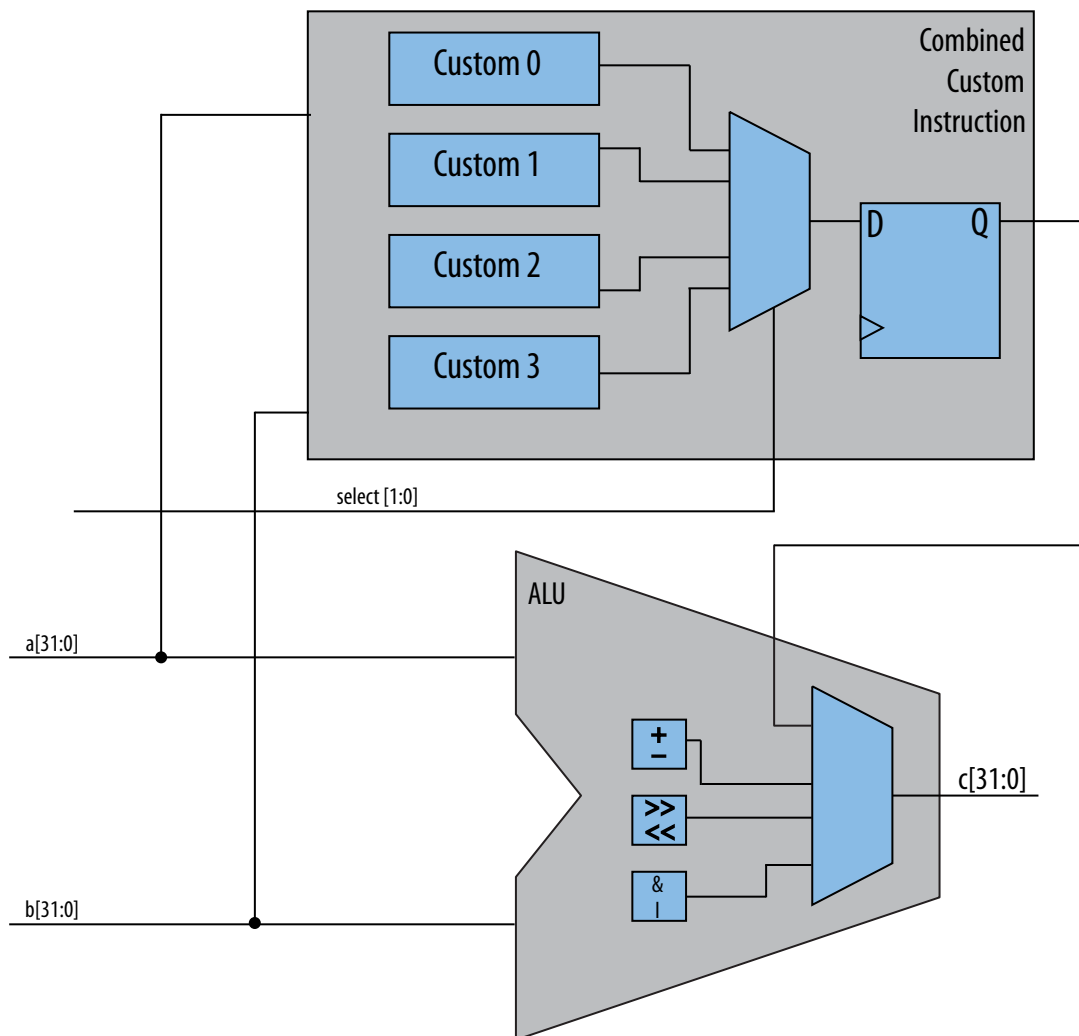 Combined
Custom
Instruction
Custom 0
Custom 1
Custom 2
Custom 3
D Q
select [1:0]
ALU
a[31:0]
+
−
>>
<<
c[31:0]
&
|
b[31:0]